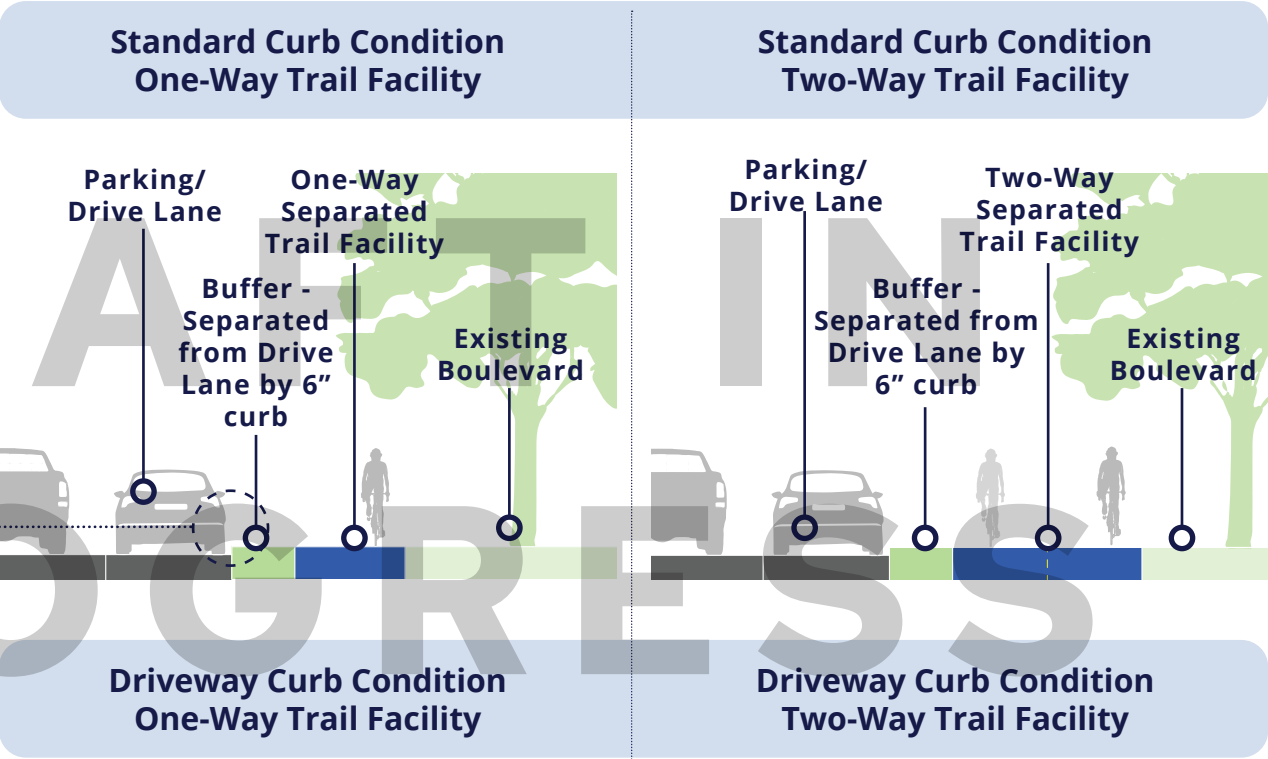 Standard Curb Condition
One-Way Trail Facility
Parking/
Drive Lane
One-Way
Separated
Trail Facility
Buffer -
Separated
from Drive
Lane by 6”
curb
Existing
Boulevard
Standard Curb Condition
Two-Way Trail Facility
Parking/
Drive Lane
Two-Way
Separated
Trail Facility
Buffer -
Separated from
Drive Lane by
6” curb
Existing
Boulevard
AFT IN
OGRESS
Driveway Curb Condition
One-Way Trail Facility
Driveway Curb Condition
Two-Way Trail Facility